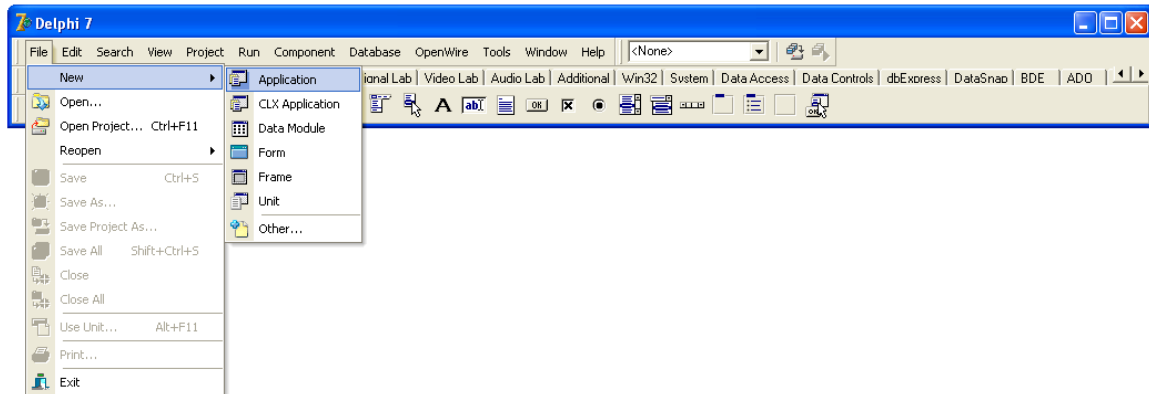 Delphi 7
File Edit Search View Project Run Component Database OpenWire Tools Window Help <None>
New Application ional Lab Video Lab Audio Lab Additional Win32 System Data Access Data Controls dbExpress DataSnap BDE ADO
Open... CLX Application
Open Project... Ctrl+F11 Data Module
Reopen Form
Save Ctrl+S Frame
Save As... Unit
Save Project As... Other...
Save All Shift+Ctrl+S
Close
Close All
Use Unit... Alt+F11
Print...
Exit